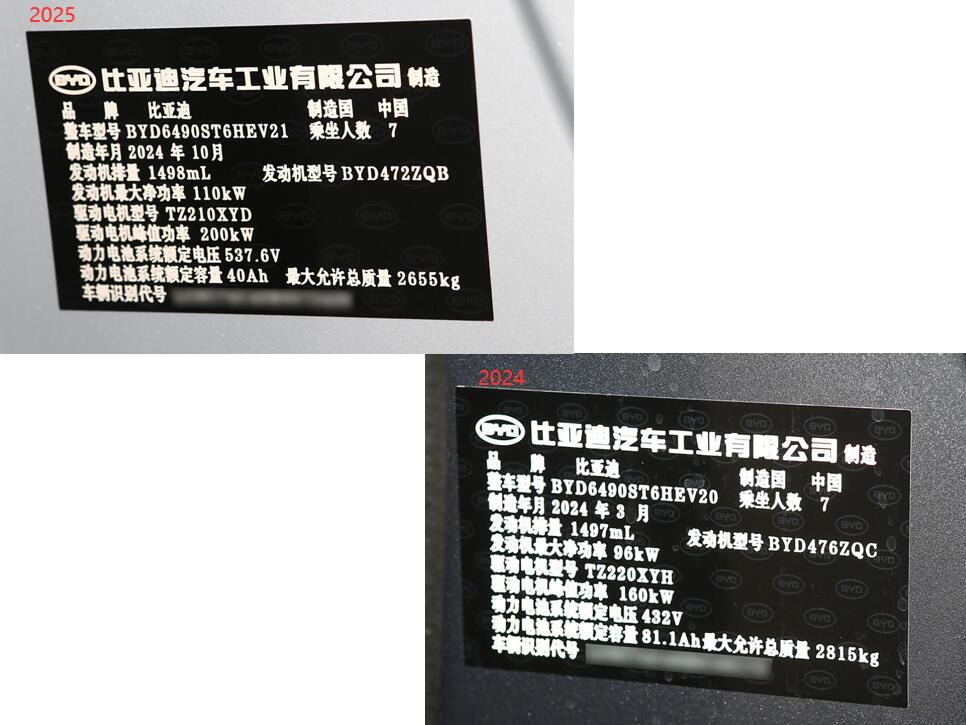 2025
BYD 比亚迪汽车工业有限公司 制造
品 牌 比亚迪 制造国 中国
整车型号 BYD6490ST6HEV21 乘坐人数 7
制造年月 2024 年 10 月
发动机排量 1498mL 发动机型号 BYD472ZQB
发动机最大净功率 110kW
驱动电机型号 TZ210XYD
驱动电机峰值功率 200kW
动力电池系统额定电压 537.6V
动力电池系统额定容量 40Ah 最大允许总质量 2655kg
车辆识别代号
2024
BYD 比亚迪汽车工业有限公司 制造
品 牌 比亚迪 制造国 中国
整车型号 BYD6490ST6HEV20 乘坐人数 7
制造年月 2024 年 3 月
发动机排量 1497mL 发动机型号 BYD476ZQC
发动机最大净功率 96kW
驱动电机型号 TZ220XYH
驱动电机峰值功率 160kW
动力电池系统额定电压 432V
动力电池系统额定容量 81.1Ah 最大允许总质量 2815kg
车辆识别代号